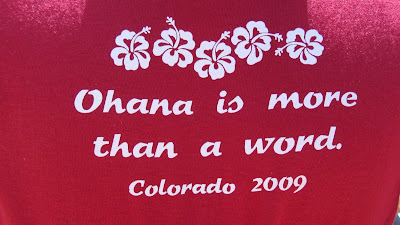 Ohana is more
than a word.
Colorado 2009